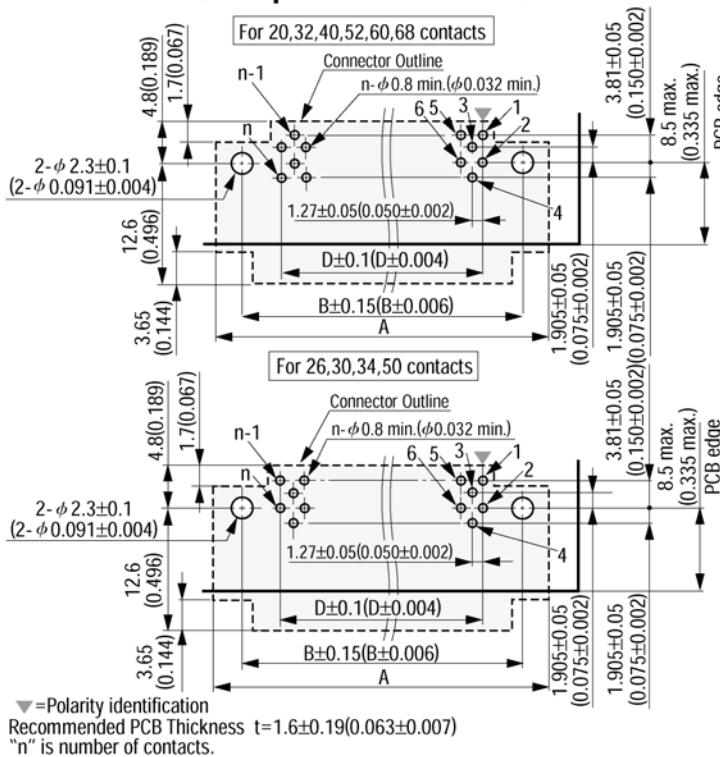 For 20,32,40,52,60,68 contacts
Connector Outline
n-1
n-ϕ0.8 min.(ϕ0.032 min.)
6 5 3 1
2
n
4
4.8(0.189)
1.7(0.067)
2-ϕ2.3±0.1
(2-ϕ0.091±0.004)
12.6
(0.496)
3.65
(0.144)
1.27±0.05(0.050±0.002)
D±0.1(D±0.004)
B±0.15(B±0.006)
A
3.81±0.05
(0.150±0.002)
8.5 max.
(0.335 max.)
PCB edge
1.905±0.05
(0.075±0.002)
1.905±0.05
(0.075±0.002)
For 26,30,34,50 contacts
Connector Outline
n-1
n-ϕ0.8 min.(ϕ0.032 min.)
6 5 3 1
2
n
4
4.8(0.189)
1.7(0.067)
2-ϕ2.3±0.1
(2-ϕ0.091±0.004)
12.6
(0.496)
3.65
(0.144)
1.27±0.05(0.050±0.002)
D±0.1(D±0.004)
B±0.15(B±0.006)
A
3.81±0.05
(0.150±0.002)
8.5 max.
(0.335 max.)
PCB edge
1.905±0.05
(0.075±0.002)
1.905±0.05
(0.075±0.002)
▼=Polarity identification
Recommended PCB Thickness t=1.6±0.19(0.063±0.007)
"n" is number of contacts.